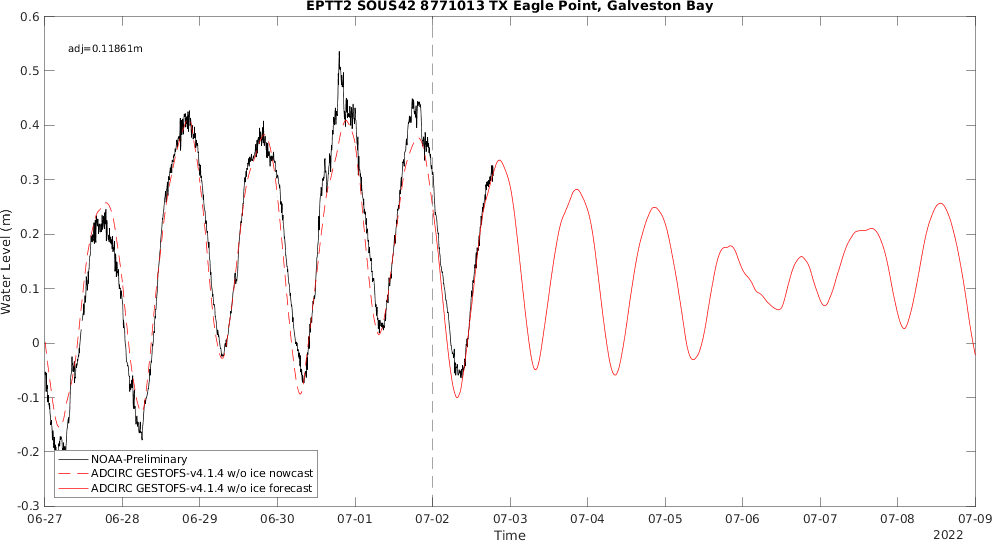 EPTT2 SOUS42 8771013 TX Eagle Point, Galveston Bay
0.6
adj=0.11861m
0.5
0.4
0.3
0.2
0.1
0
-0.1
-0.2
-0.3
Water Level (m)
NOAA-Preliminary
ADCIRC GESTOFS-v4.1.4 w/o ice nowcast
ADCIRC GESTOFS-v4.1.4 w/o ice forecast
06-27 06-28 06-29 06-30 07-01 07-02 07-03 07-04 07-05 07-06 07-07 07-08 07-09
Time
2022